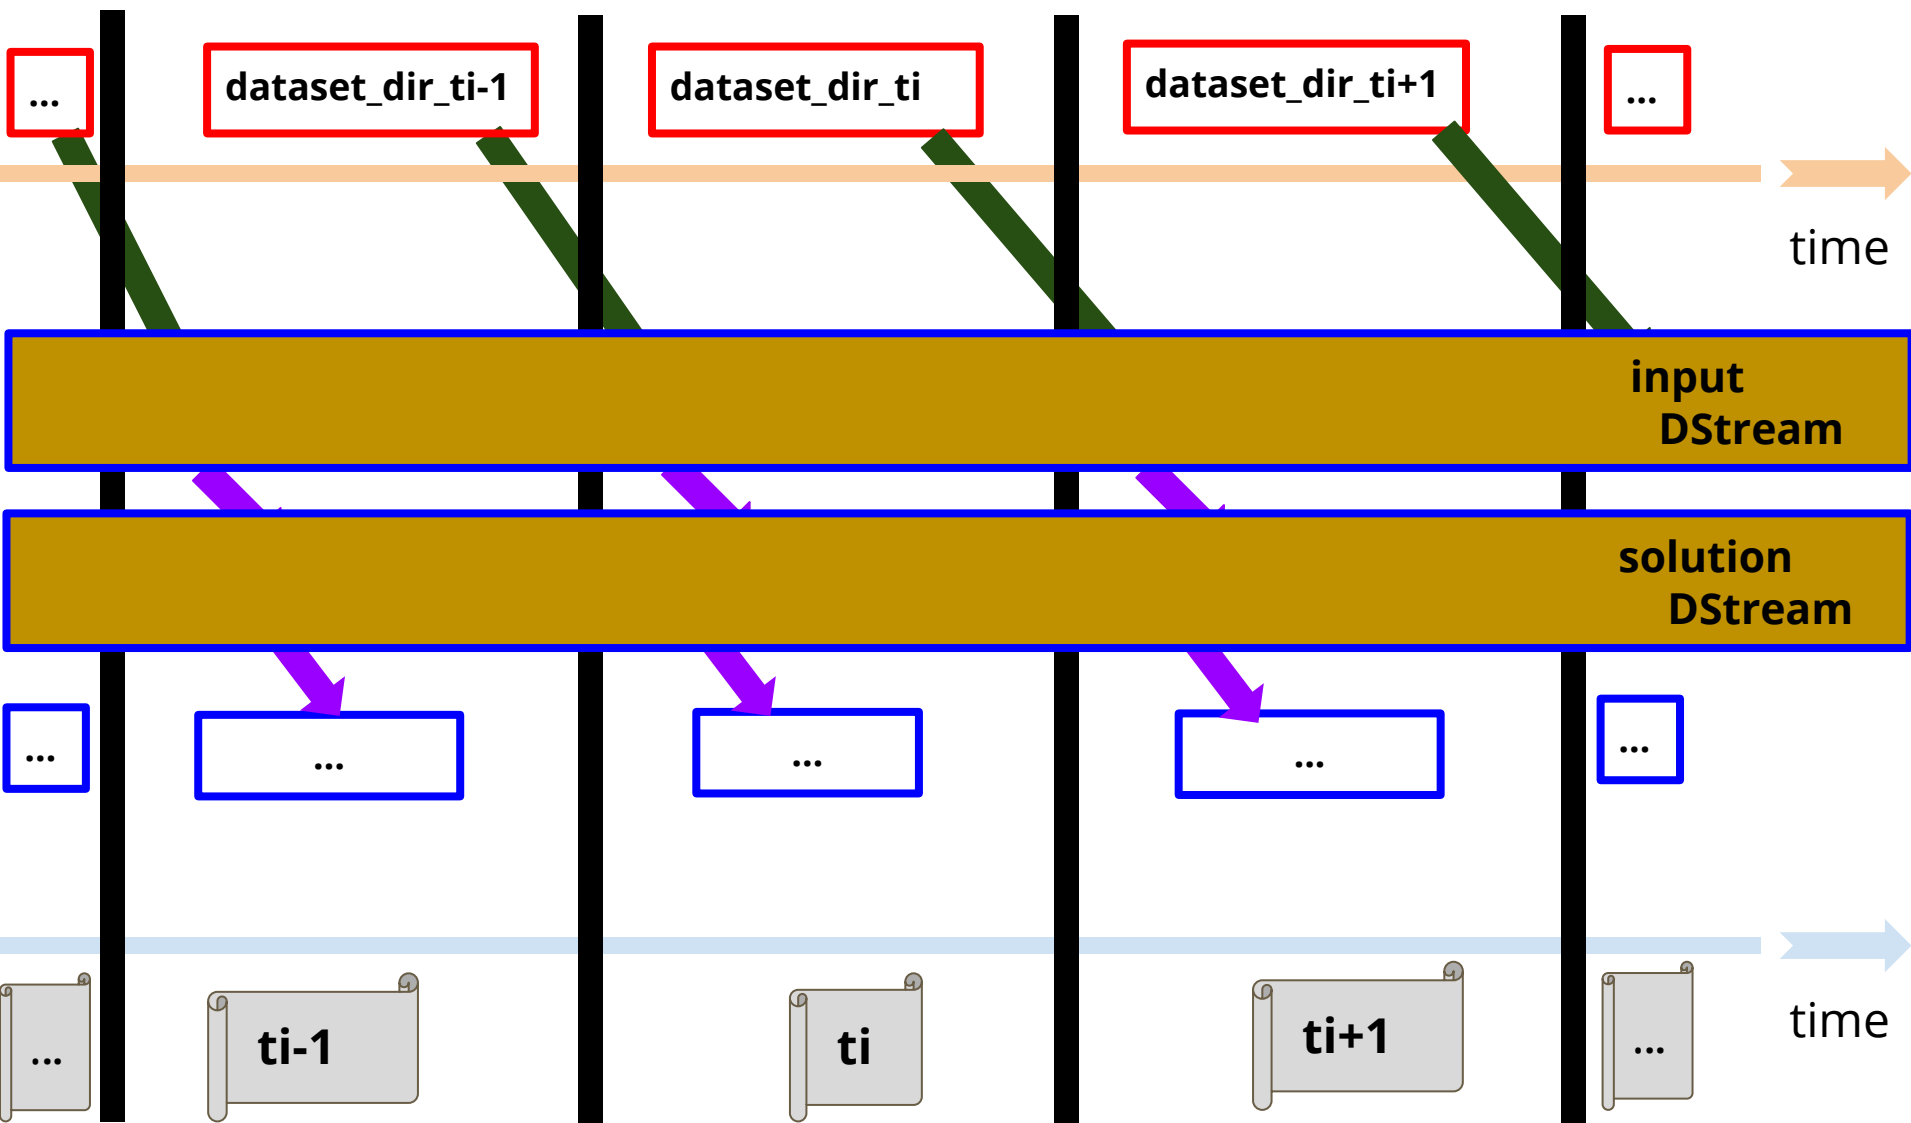 ...
dataset_dir_ti-1
dataset_dir_ti
dataset_dir_ti+1
...
time
input
DStream
solution
DStream
...
...
...
...
...
...
ti-1
ti
ti+1
...
time